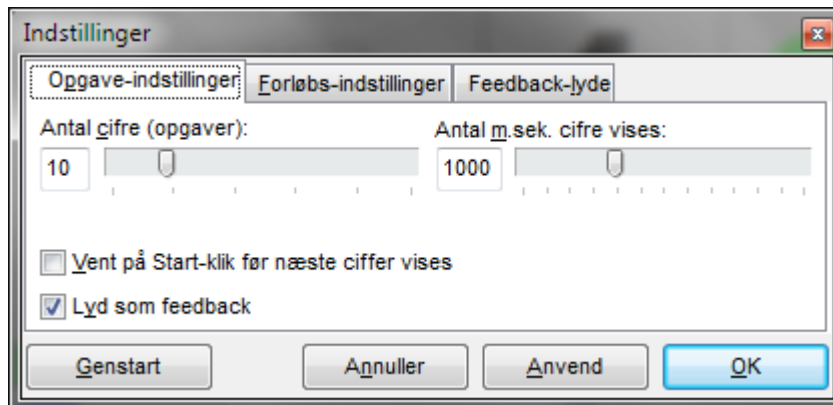 Indstillinger
Opgave-indstillinger Forløbs-indstillinger Feedback-lyde
Antal cifre (opgaver): Antal m.sek. cifre vises:
10 1000
Vent på Start-klik før næste ciffer vises
Lyd som feedback
Genstart Annuller Anvend OK